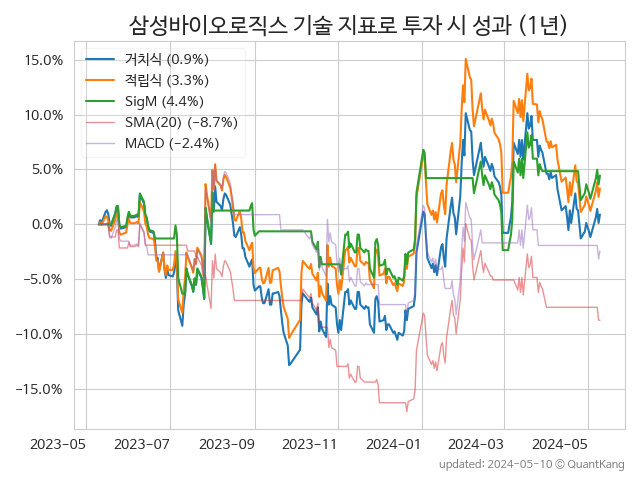 삼성바이오로직스 기술 지표로 투자 시 성과 (1년)
거치식 (0.9%)
적립식 (3.3%)
SigM (4.4%)
SMA(20) (−8.7%)
MACD (−2.4%)
15.0%
10.0%
5.0%
0.0%
−5.0%
−10.0%
−15.0%
2023-05
2023-07
2023-09
2023-11
2024-01
2024-03
2024-05
updated: 2024-05-10 ⓒ QuantKang